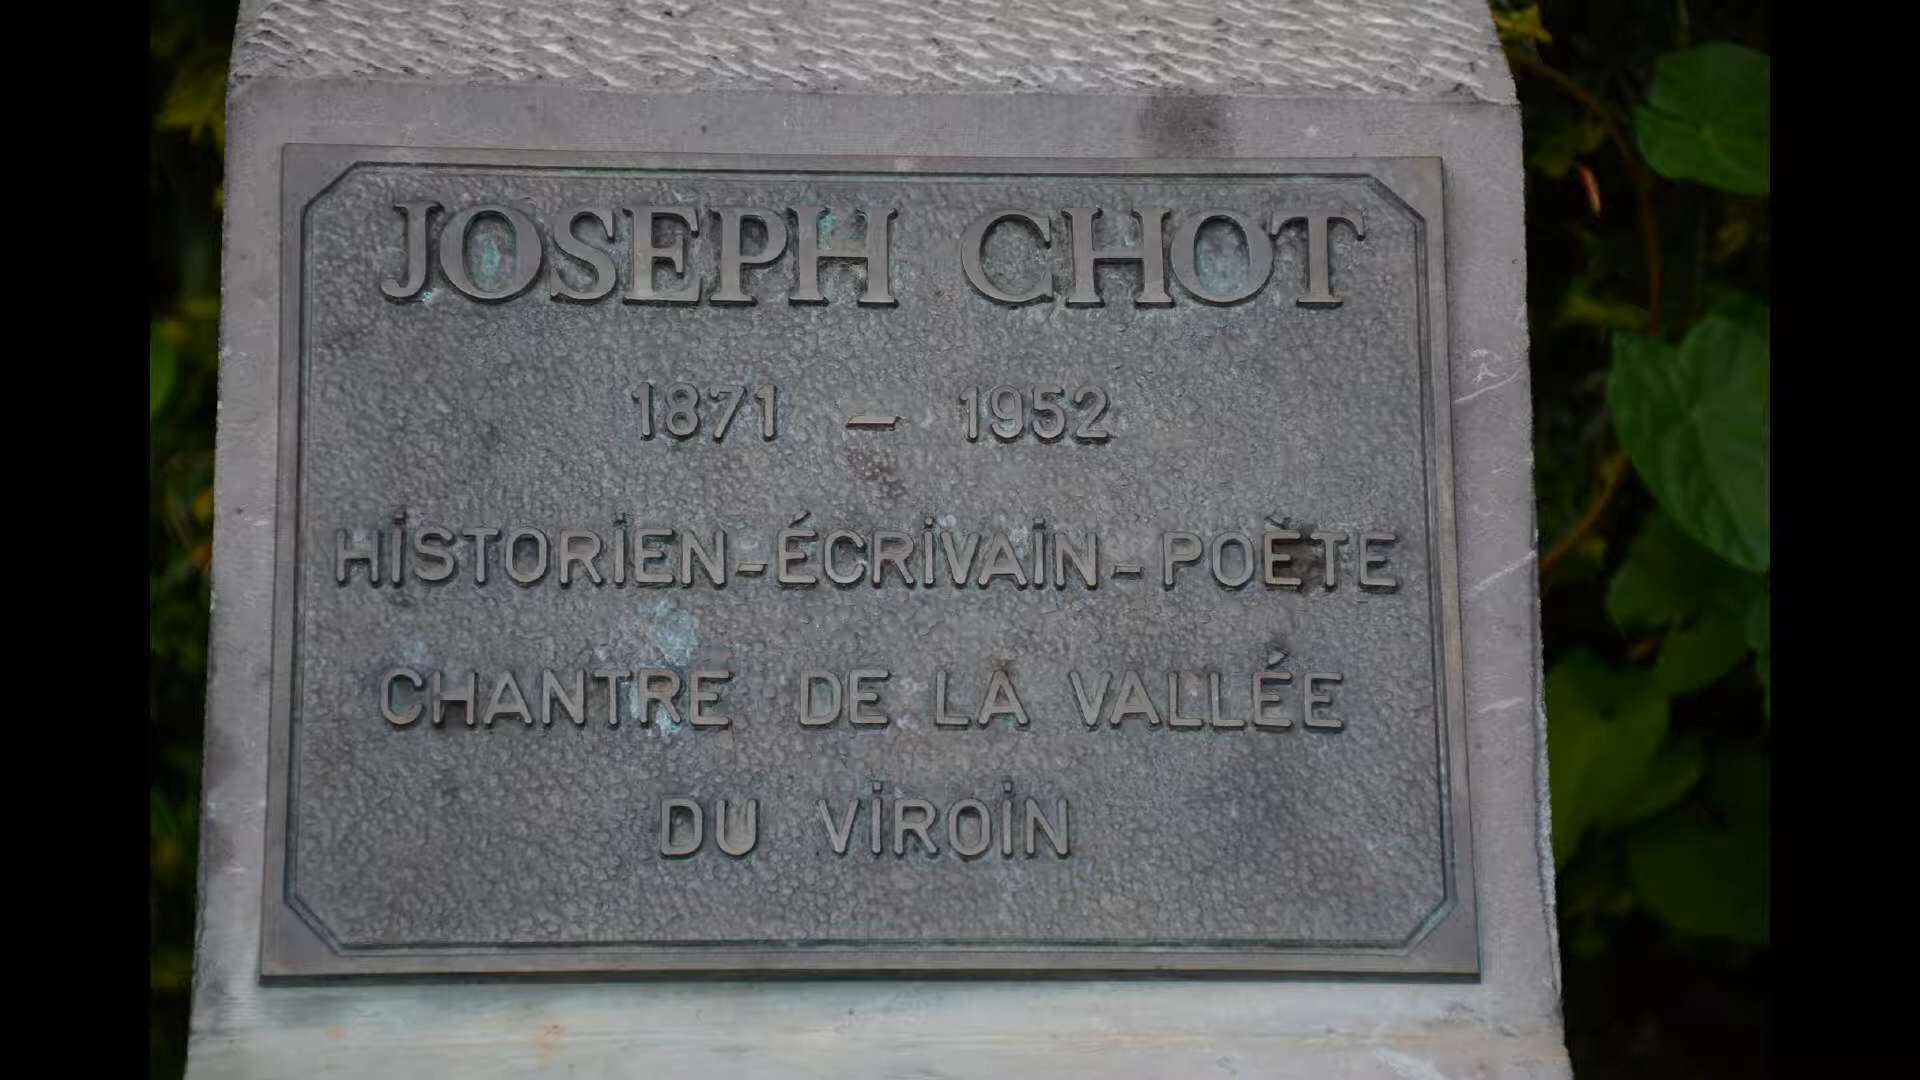 JOSEPH CHOT
1871 - 1952
HISTORIEN-ÉCRIVAIN-POÈTE
CHANTRE DE LA VALLÉE
DU VIROIN